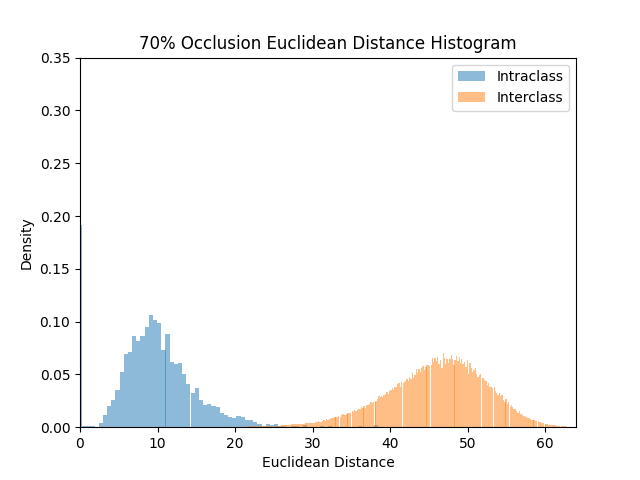 70% Occlusion Euclidean Distance Histogram
Intraclass
Interclass
Density
0.35
0.30
0.25
0.20
0.15
0.10
0.05
0.00
0 10 20 30 40 50 60
Euclidean Distance